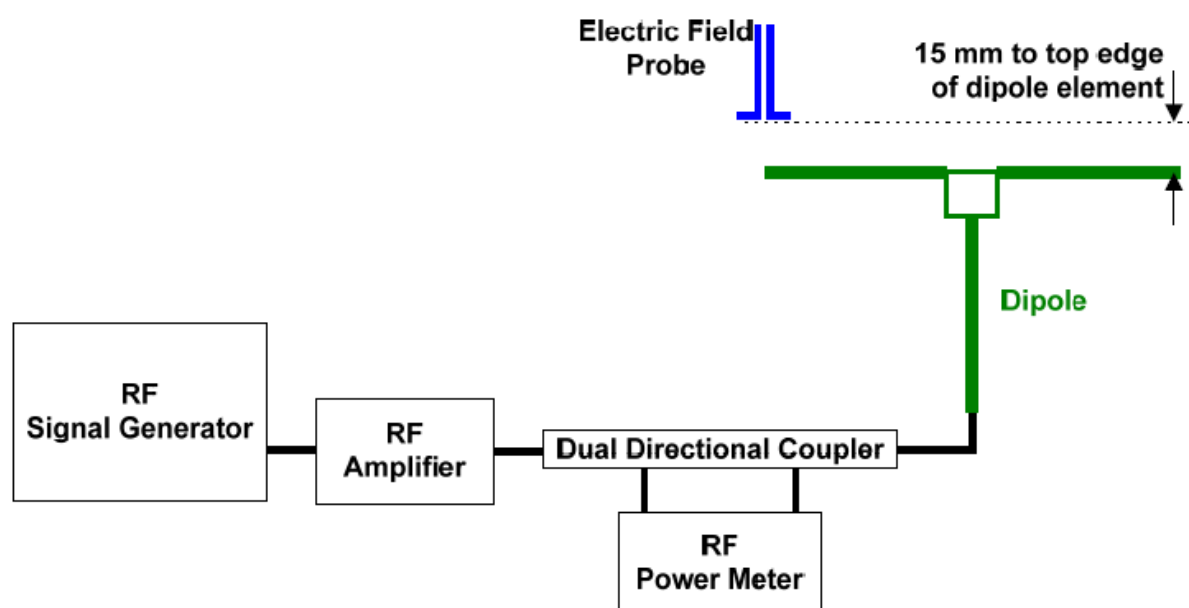 Electric Field
Probe
15 mm to top edge
of dipole element
Dipole
RF
Signal Generator
RF
Amplifier
Dual Directional Coupler
RF
Power Meter